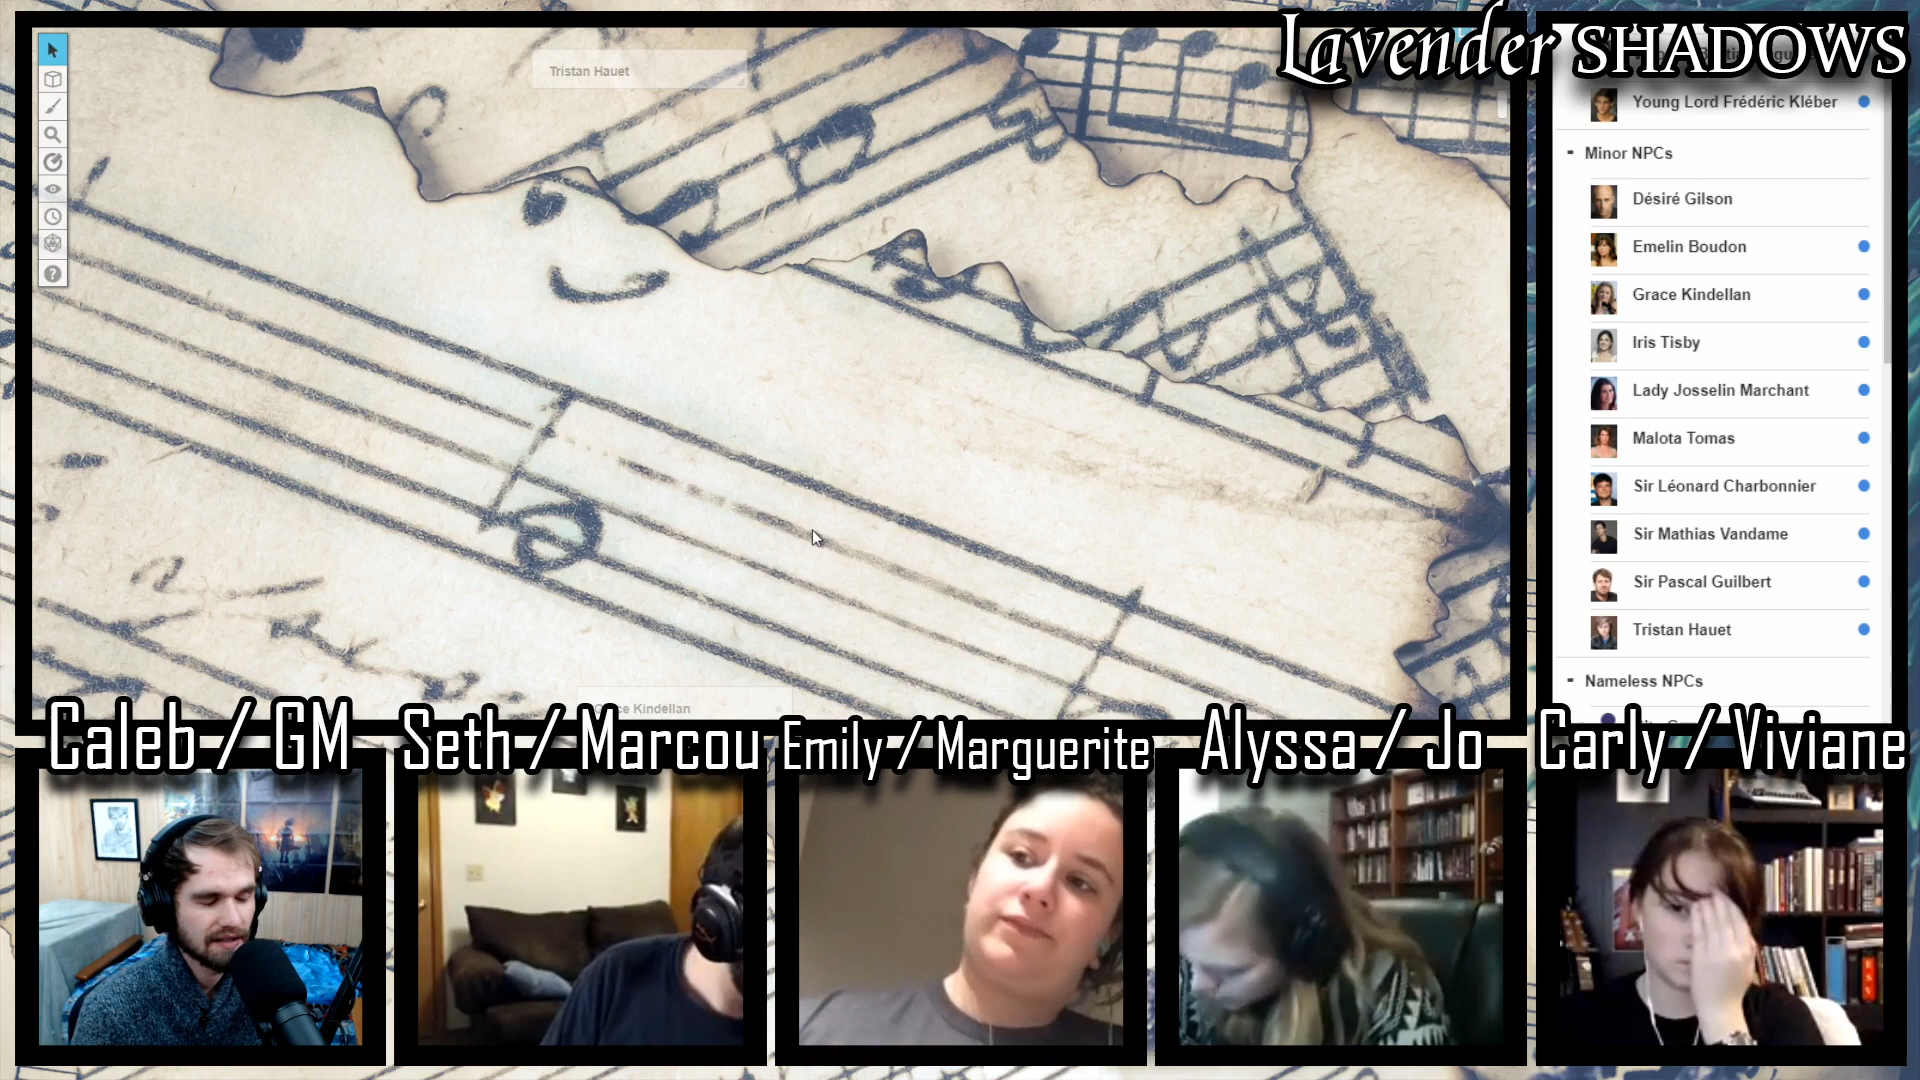 Lavender SHADOWS
Tristan Hauet
Young Lord Frédéric Kléber
Minor NPCs
Désiré Gilson
Emelin Boudon
Grace Kindellan
Iris Tisby
Lady Josselin Marchant
Malota Tomas
Sir Léonard Charbonnier
Sir Mathias Vandame
Sir Pascal Guilbert
Tristan Hauet
Nameless NPCs
Kindellan
Caleb / GM
Seth / Marcou
Emily / Marguerite
Alyssa / Jo
Carly / Viviane